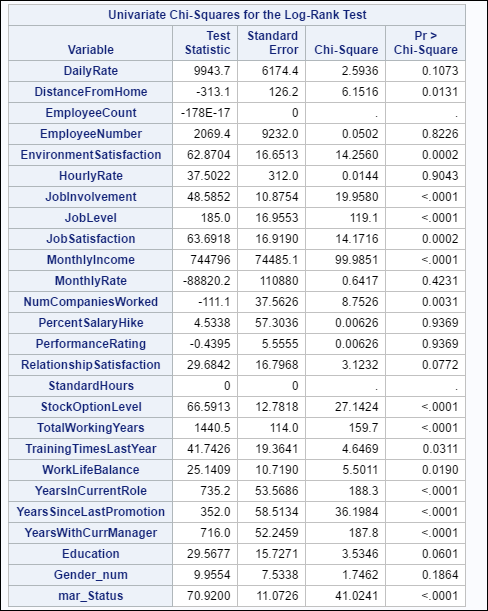 Univariate Chi-Squares for the Log-Rank Test
Variable Test Statistic Standard Error Chi-Square Pr > Chi-Square
DailyRate 9943.7 6174.4 2.5936 0.1073
DistanceFromHome -313.1 126.2 6.1516 0.0131
EmployeeCount -178E-17 0 . .
EmployeeNumber 2069.4 9232.0 0.0502 0.8226
EnvironmentSatisfaction 62.8704 16.6513 14.2560 0.0002
HourlyRate 37.5022 312.0 0.0144 0.9043
JobInvolvement 48.5852 10.8754 19.9580 <.0001
JobLevel 185.0 16.9553 119.1 <.0001
JobSatisfaction 63.6918 16.9190 14.1716 0.0002
MonthlyIncome 744796 74485.1 99.9851 <.0001
MonthlyRate -88820.2 110880 0.6417 0.4231
NumCompaniesWorked -111.1 37.5626 8.7526 0.0031
PercentSalaryHike 4.5338 57.3036 0.00626 0.9369
PerformanceRating -0.4395 5.5555 0.00626 0.9369
RelationshipSatisfaction 29.6842 16.7968 3.1232 0.0772
StandardHours 0 0 . .
StockOptionLevel 66.5913 12.7818 27.1424 <.0001
TotalWorkingYears 1440.5 114.0 159.7 <.0001
TrainingTimesLastYear 41.7426 19.3641 4.6469 0.0311
WorkLifeBalance 25.1409 10.7190 5.5011 0.0190
YearsInCurrentRole 735.2 53.5686 188.3 <.0001
YearsSinceLastPromotion 352.0 58.5134 36.1984 <.0001
YearsWithCurrManager 716.0 52.2459 187.8 <.0001
Education 29.5677 15.7271 3.5346 0.0601
Gender_num 9.9554 7.5338 1.7462 0.1864
mar_Status 70.9200 11.0726 41.0241 <.0001